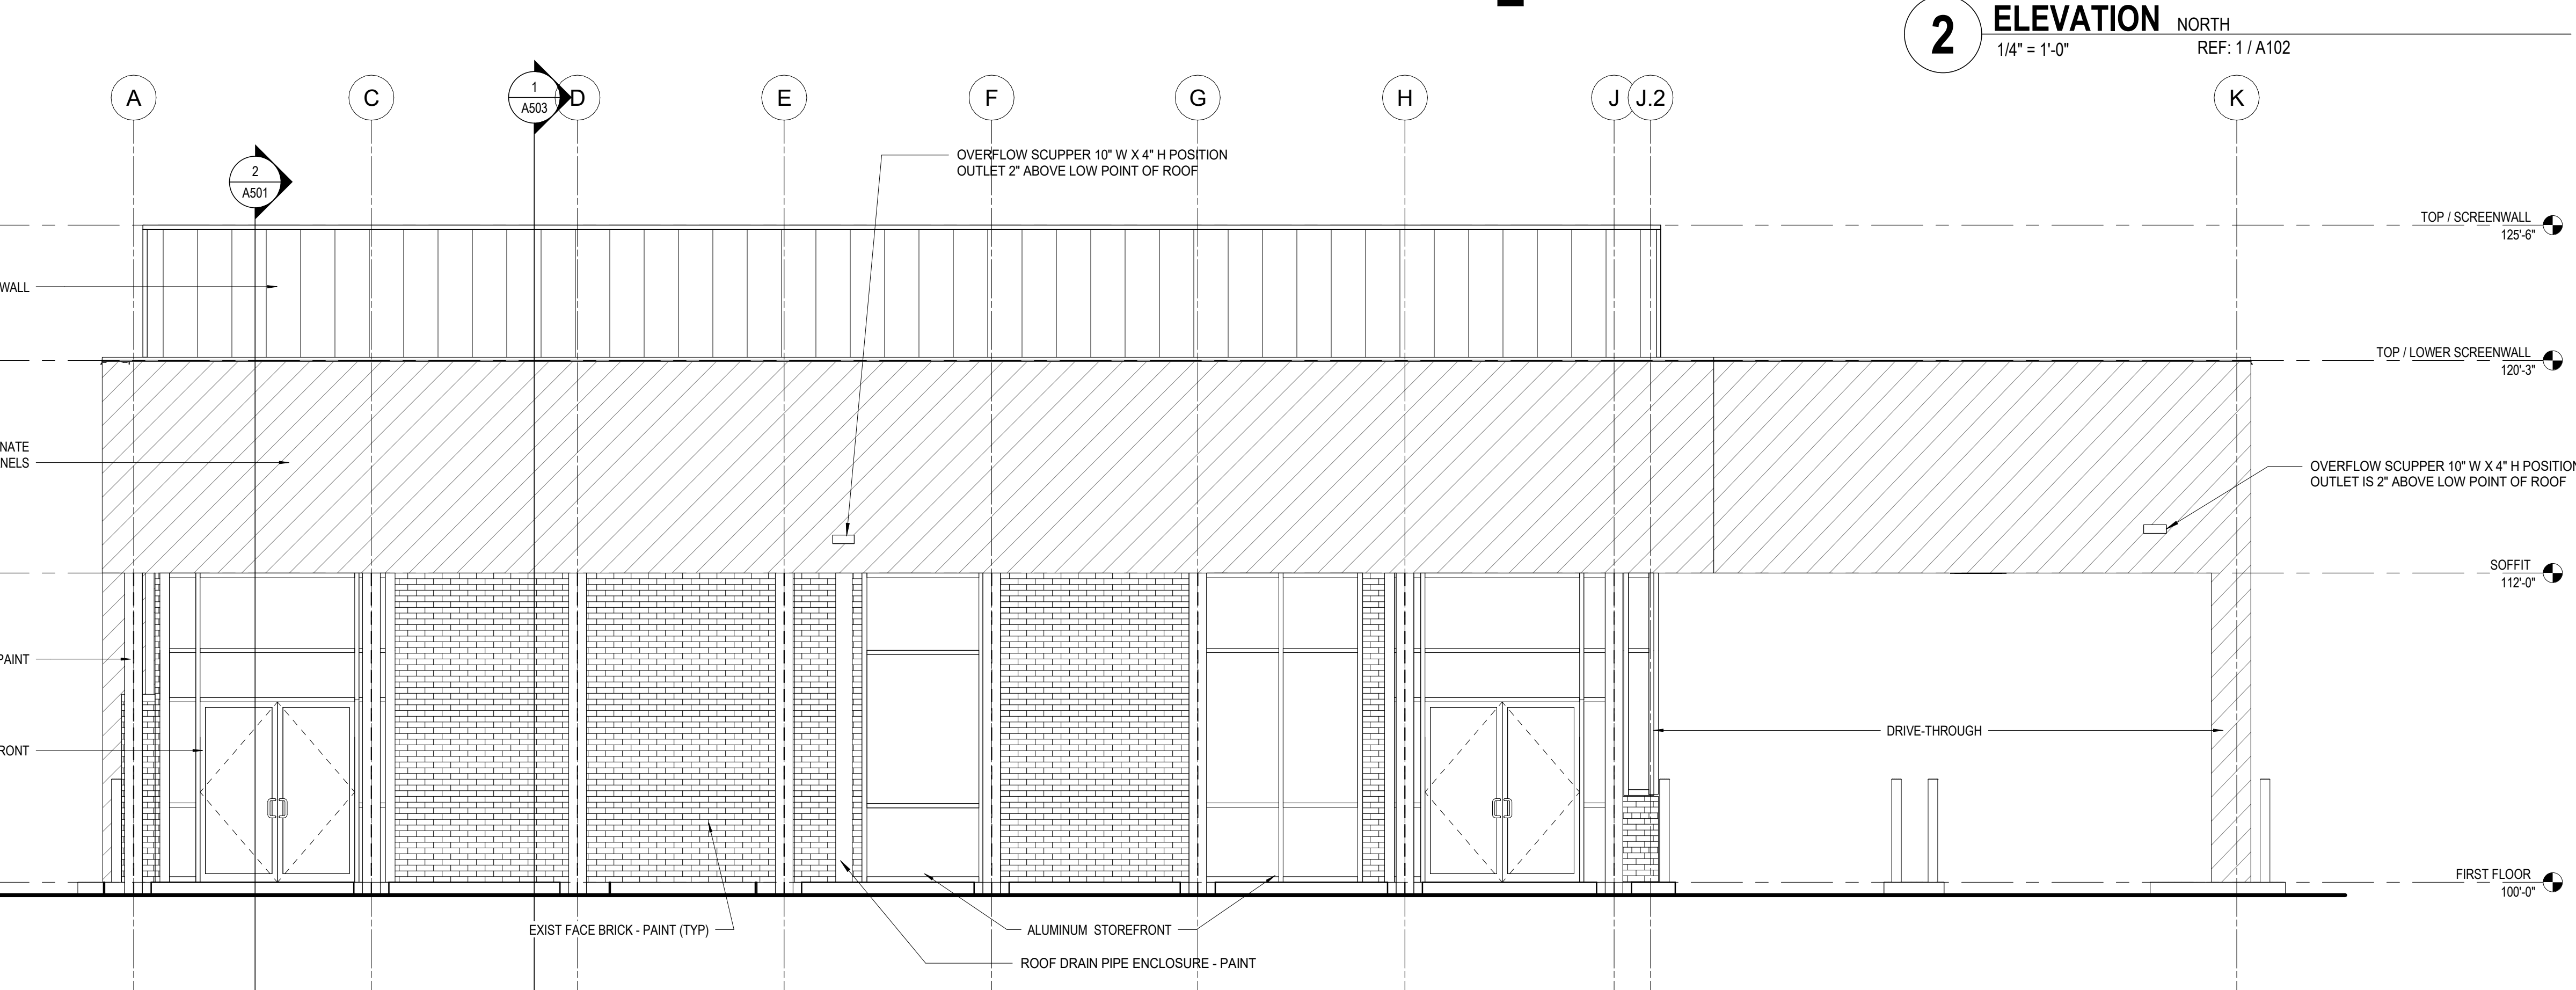 2
ELEVATION NORTH
1/4" = 1'-0"
REF: 1 / A102
A
C
1
A503
D
E
F
G
H
J
J.2
K
2
A501
OVERFLOW SCUPPER 10" W X 4" H POSITION
OUTLET 2" ABOVE LOW POINT OF ROOF
TOP / SCREENWALL
125'-6"
WALL
TOP / LOWER SCREENWALL
120'-3"
NATE
NELS
OVERFLOW SCUPPER 10" W X 4" H POSITION
OUTLET IS 2" ABOVE LOW POINT OF ROOF
SOFFIT
112'-0"
PAINT
RONT
DRIVE-THROUGH
FIRST FLOOR
100'-0"
EXIST FACE BRICK - PAINT (TYP)
ALUMINUM STOREFRONT
ROOF DRAIN PIPE ENCLOSURE - PAINT